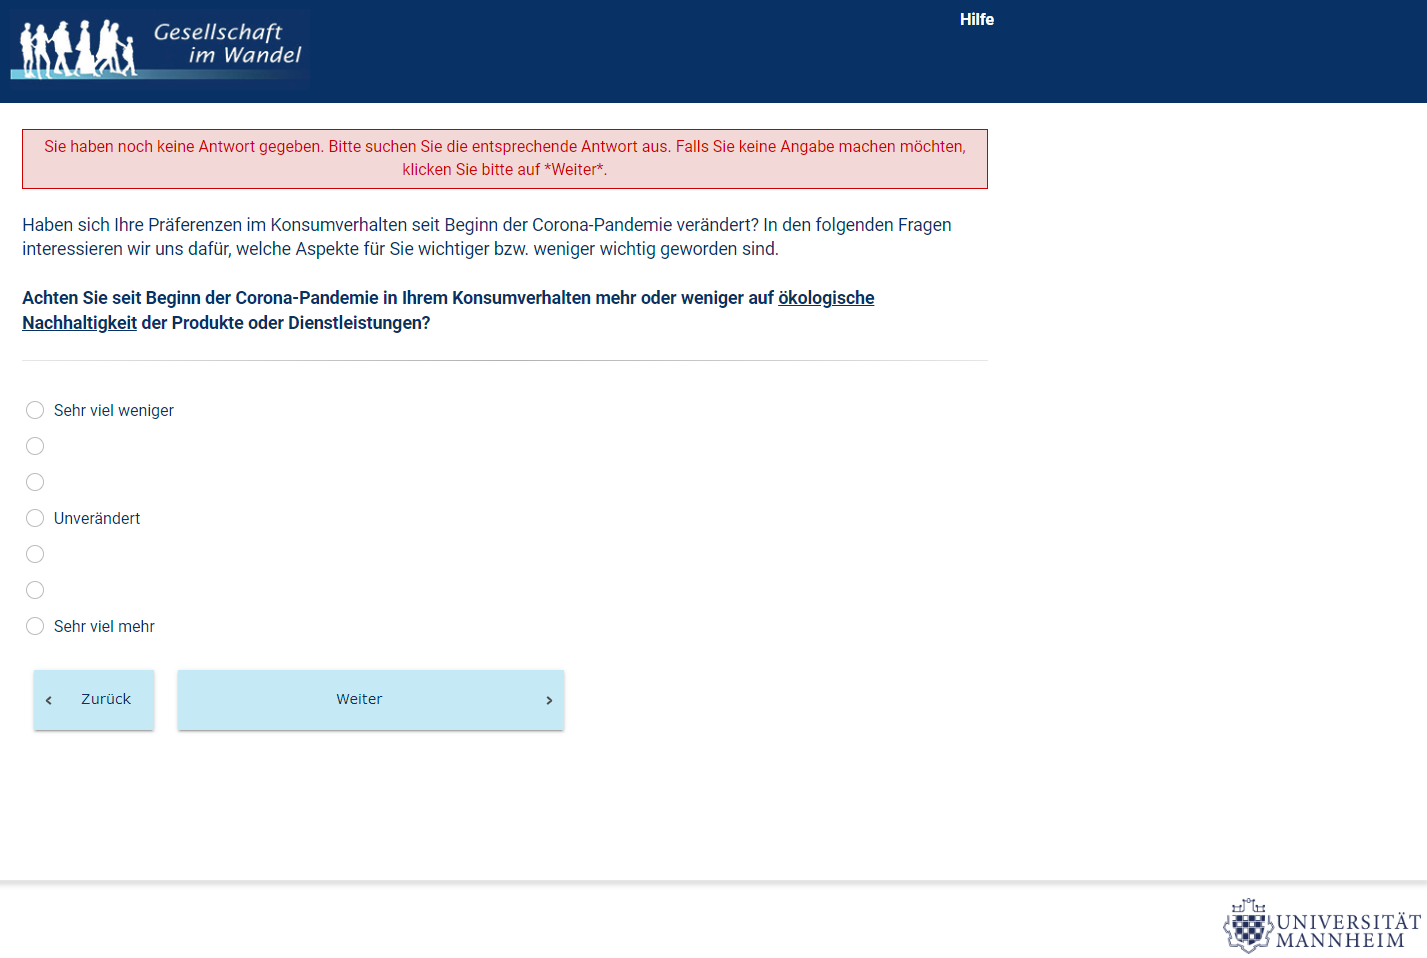 Gesellschaft
im Wandel
Hilfe
Sie haben noch keine Antwort gegeben. Bitte suchen Sie die entsprechende Antwort aus. Falls Sie keine Angabe machen möchten,
klicken Sie bitte auf *Weiter*.
Haben sich Ihre Präferenzen im Konsumverhalten seit Beginn der Corona-Pandemie verändert? In den folgenden Fragen
interessieren wir uns dafür, welche Aspekte für Sie wichtiger bzw. weniger wichtig geworden sind.
Achten Sie seit Beginn der Corona-Pandemie in Ihrem Konsumverhalten mehr oder weniger auf ökologische
Nachhaltigkeit der Produkte oder Dienstleistungen?
Sehr viel weniger
Unverändert
Sehr viel mehr
Zurück
Weiter
UNIVERSITÄT
MANNHEIM